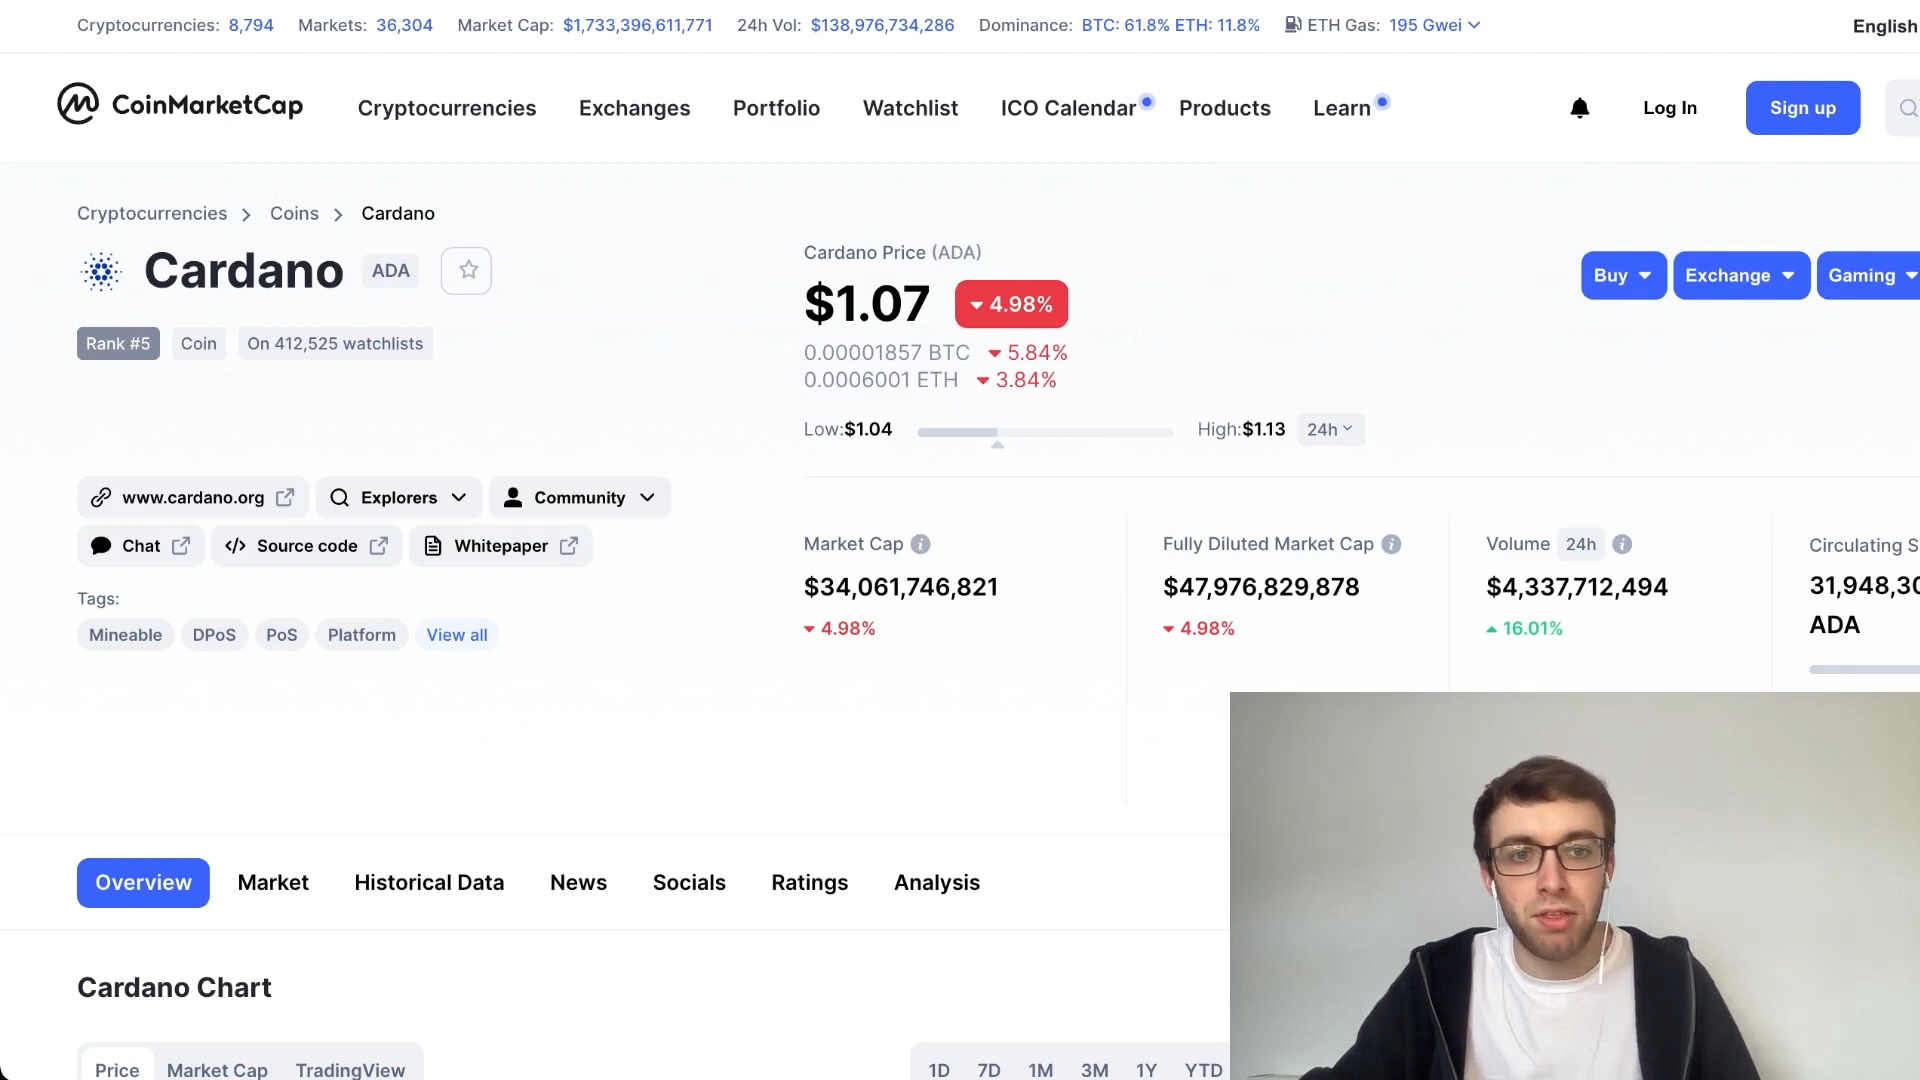 Cryptocurrencies: 8,794 Markets: 36,304 Market Cap: $1,733,396,611,771 24h Vol: $138,976,734,286 Dominance: BTC: 61.8% ETH: 11.8% ETH Gas: 195 Gwei English
CoinMarketCap Cryptocurrencies Exchanges Portfolio Watchlist ICO Calendar Products Learn Log In Sign up
Cryptocurrencies Coins Cardano
Cardano ADA
Rank #5 Coin On 412,525 watchlists
www.cardano.org Explorers Community
Chat Source code Whitepaper
Tags:
Mineable DPoS PoS Platform View all
Cardano Price (ADA)
$1.07 4.98%
0.00001857 BTC 5.84%
0.0006001 ETH 3.84%
Low:$1.04 High:$1.13 24h
Buy Exchange Gaming
Market Cap
$34,061,746,821
4.98%
Fully Diluted Market Cap
$47,976,829,878
4.98%
Volume 24h
$4,337,712,494
16.01%
Circulating S
31,948,30
ADA
Overview Market Historical Data News Socials Ratings Analysis
Cardano Chart
Price Market Cap TradingView 1D 7D 1M 3M 1Y YTD